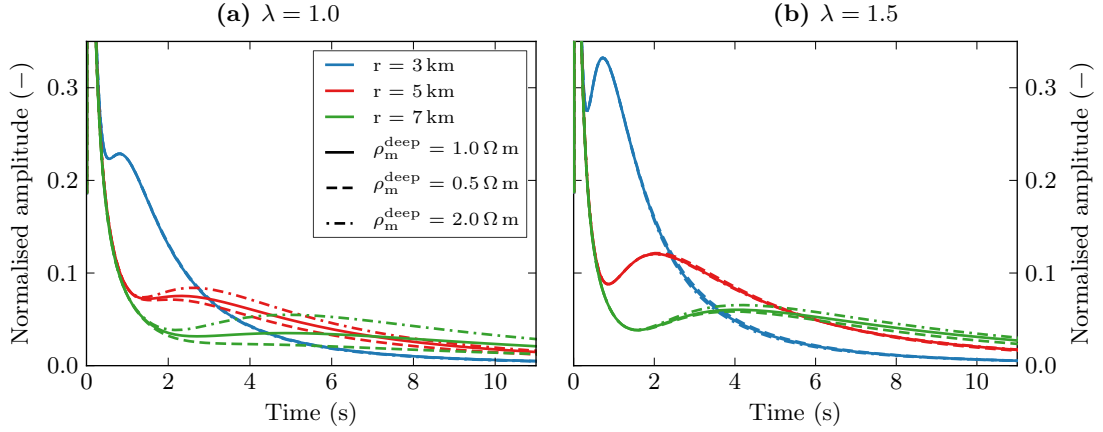 (a) λ = 1.0
(b) λ = 1.5
Normalised amplitude (−)
0.3
0.2
0.1
0.0
r = 3 km
r = 5 km
r = 7 km
ρ_m^deep = 1.0 Ω m
ρ_m^deep = 0.5 Ω m
ρ_m^deep = 2.0 Ω m
0 2 4 6 8 10
Time (s)
0 2 4 6 8 10
Time (s)
0.3
0.2
0.1
0.0
Normalised amplitude (−)